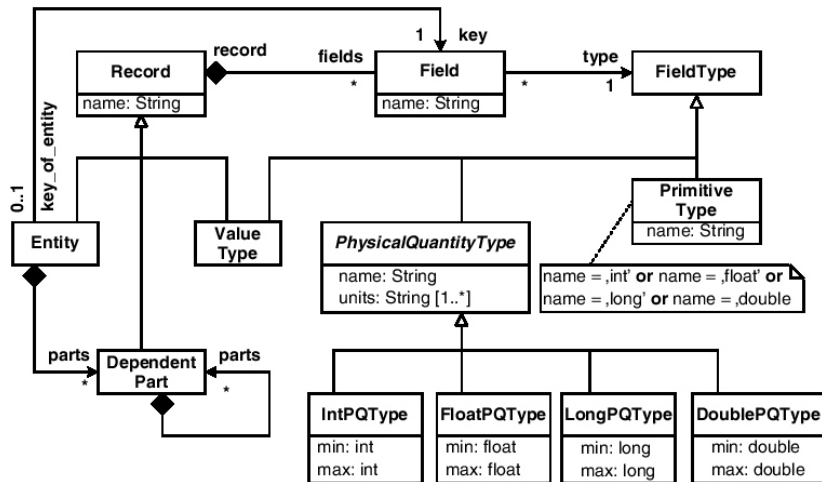 1 key
record
fields
type
Record
Field
FieldType
* * 1
name: String
name: String
0..1
key_of_entity
Primitive
Type
Entity
Value
Type
PhysicalQuantityType
name: String
name: String
units: String [1..*]
name = ‚int' or name = ‚float' or
name = ‚long' or name = ‚double
parts
*
Dependent
Part
parts
*
IntPQType
FloatPQType
LongPQType
DoublePQType
min: int
max: int
min: float
max: float
min: long
max: long
min: double
max: double